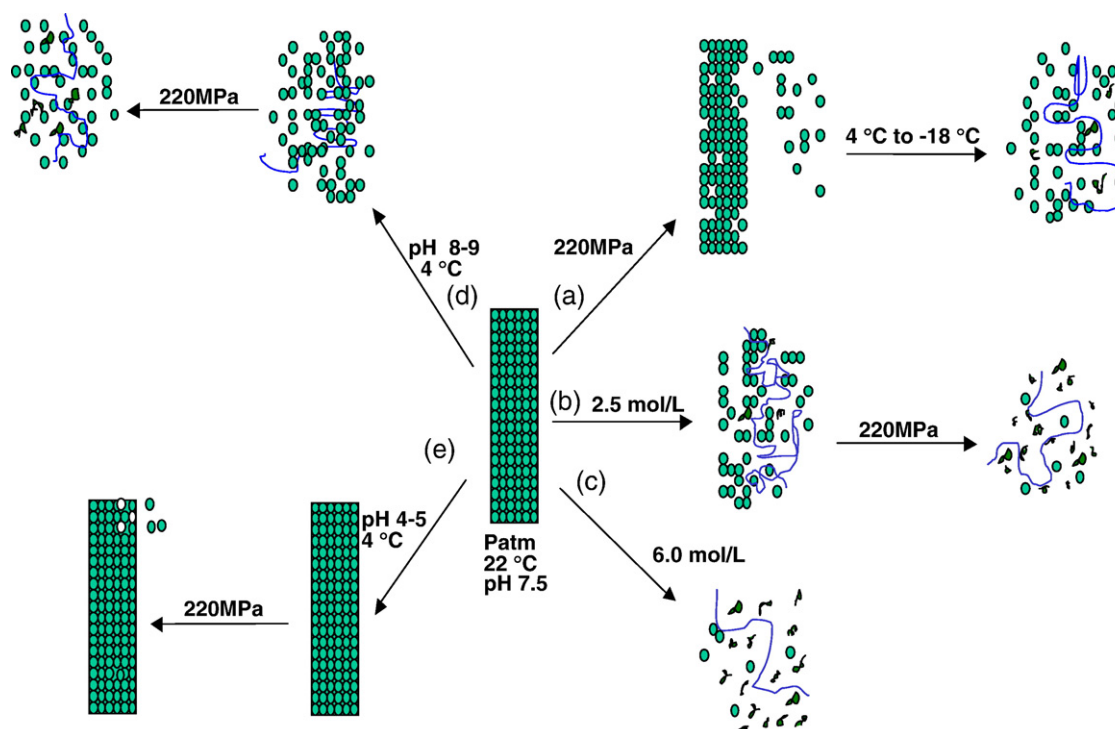 220MPa
4 °C to -18 °C
pH 8-9
4 °C
220MPa
(d)
(a)
(b)
2.5 mol/L
220MPa
(e)
(c)
pH 4-5
4 °C
Patm
22 °C
pH 7.5
6.0 mol/L
220MPa